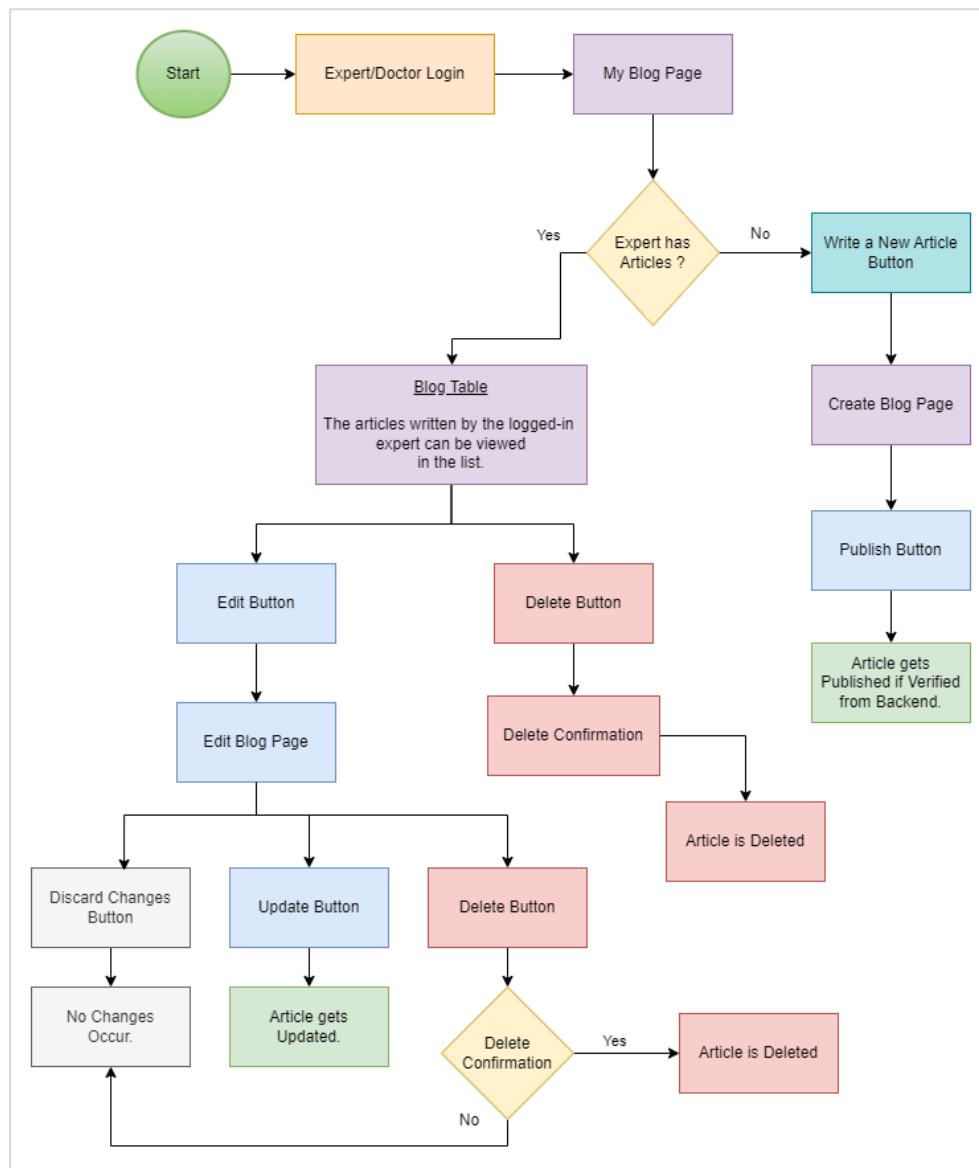 Start
Expert/Doctor Login
My Blog Page
Yes
Expert has
Articles ?
No
Write a New Article
Button
Blog Table
The articles written by the logged-in
expert can be viewed
in the list.
Create Blog Page
Publish Button
Edit Button
Delete Button
Article gets
Published if Verified
from Backend.
Edit Blog Page
Delete Confirmation
Article is Deleted
Discard Changes
Button
Update Button
Delete Button
No Changes
Occur.
Article gets
Updated.
Delete
Confirmation
Yes
Article is Deleted
No